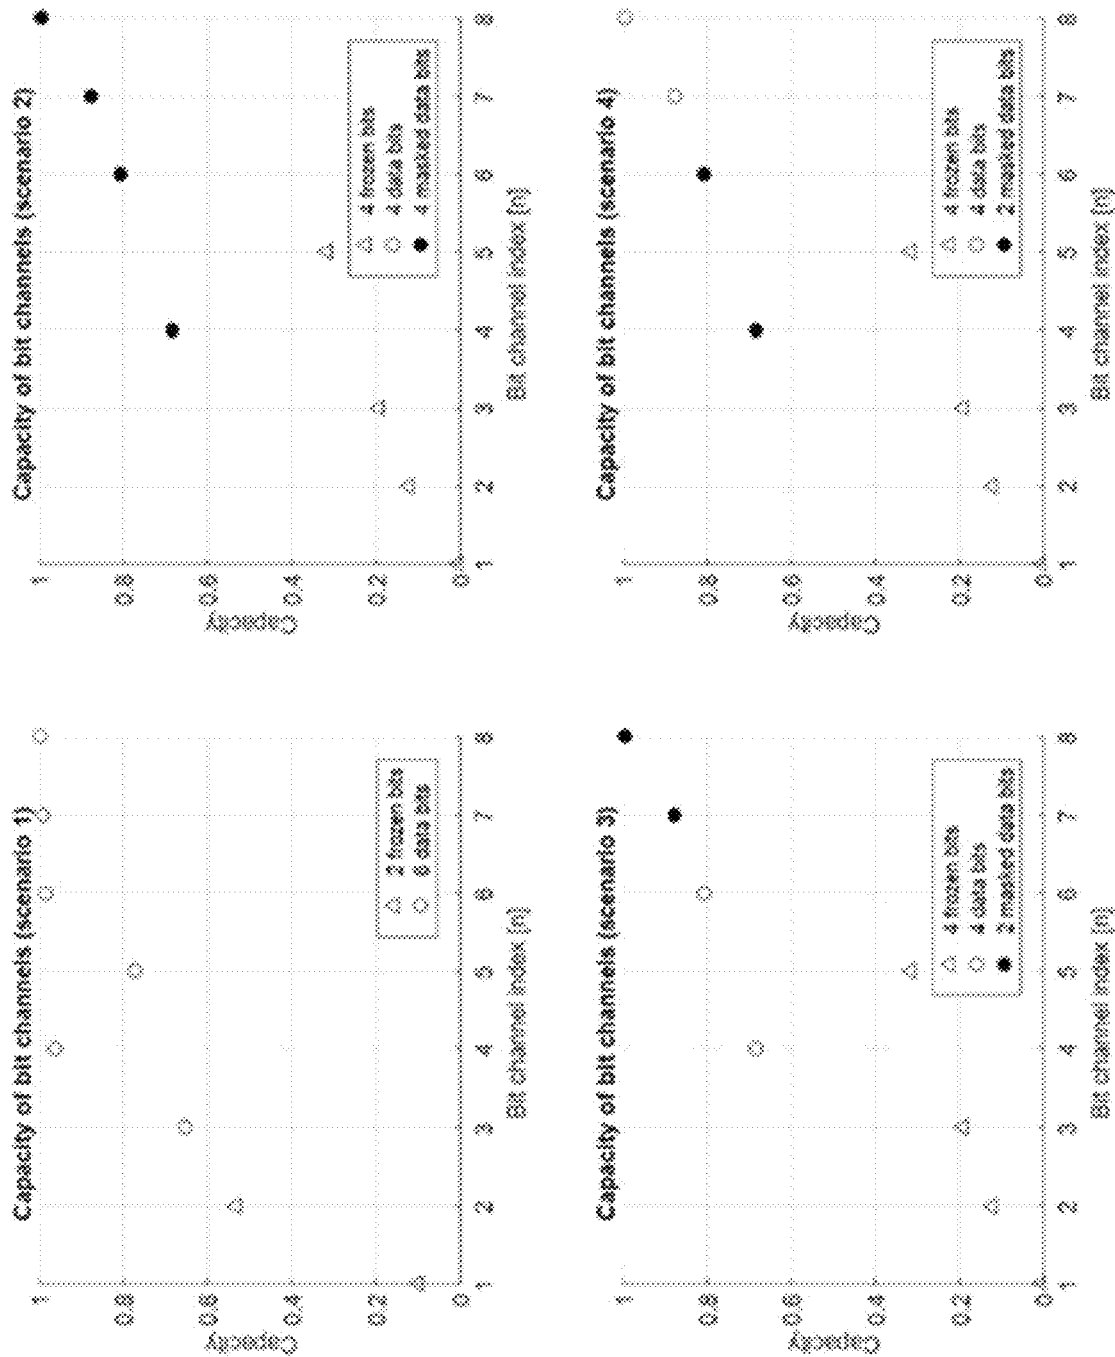 Capacity of bit channels (scenario 1)
Capacity
1
0.8
0.6
0.4
0.2
0
1
2
3
4
5
6
7
8
Bit channel index [n]
2 frozen bits
6 data bits
Capacity of bit channels (scenario 2)
Capacity
1
0.8
0.6
0.4
0.2
0
1
2
3
4
5
6
7
8
Bit channel index [n]
4 frozen bits
4 data bits
4 masked data bits
Capacity of bit channels (scenario 3)
Capacity
1
0.8
0.6
0.4
0.2
0
1
2
3
4
5
6
7
8
Bit channel index [n]
4 frozen bits
4 data bits
2 masked data bits
Capacity of bit channels (scenario 4)
Capacity
1
0.8
0.6
0.4
0.2
0
1
2
3
4
5
6
7
8
Bit channel index [n]
4 frozen bits
4 data bits
2 masked data bits